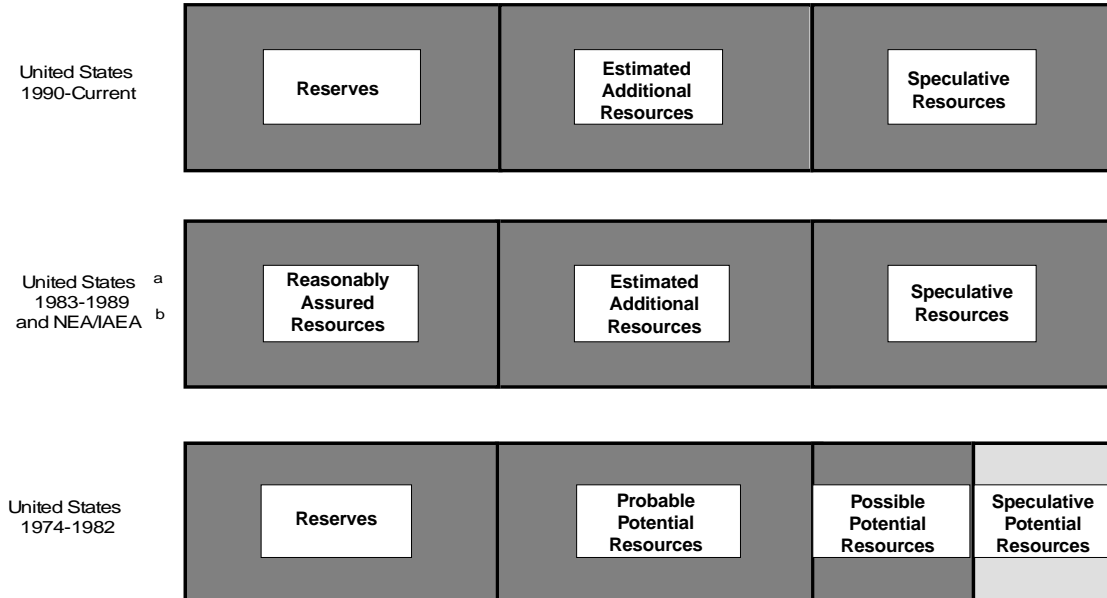 United States
1990-Current
Reserves
Estimated
Additional
Resources
Speculative
Resources
United States a
1983-1989
and NEA/IAEA b
Reasonably
Assured
Resources
Estimated
Additional
Resources
Speculative
Resources
United States
1974-1982
Reserves
Probable
Potential
Resources
Possible
Potential
Resources
Speculative
Potential
Resources